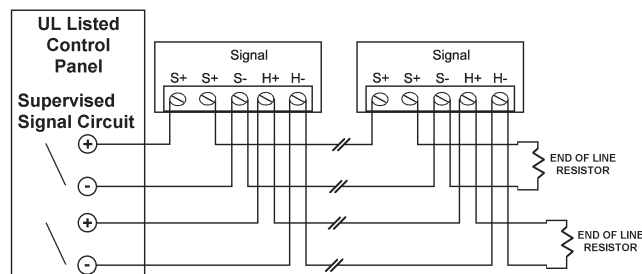 UL Listed
Control
Panel
Supervised
Signal Circuit
+
-
+
-
Signal
S+ S+ S- H+ H-
Signal
S+ S+ S- H+ H-
END OF LINE
RESISTOR
END OF LINE
RESISTOR